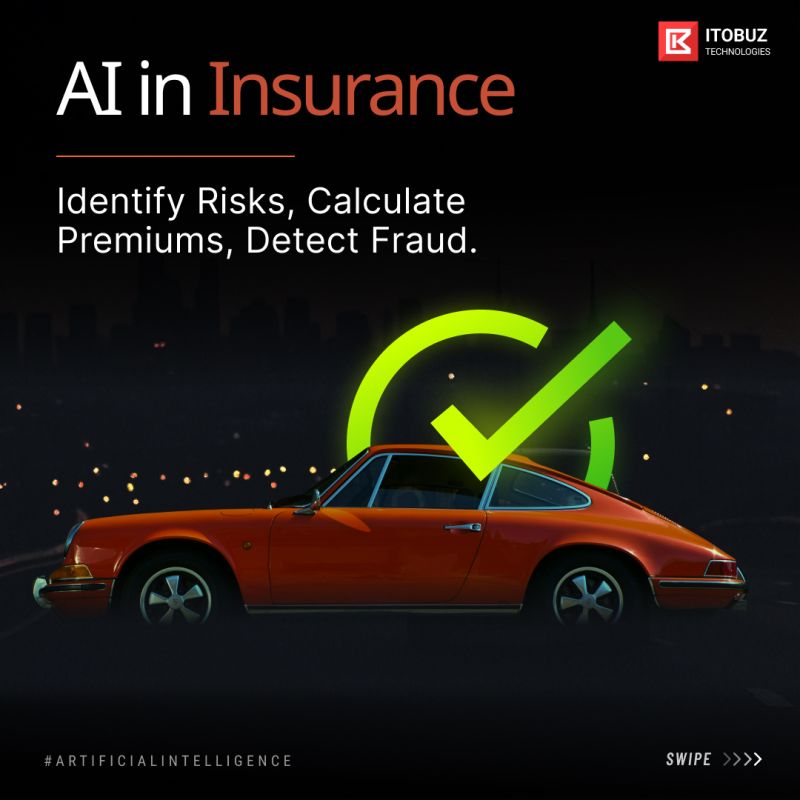 ITOBUZ
TECHNOLOGIES
AI in Insurance
Identify Risks, Calculate
Premiums, Detect Fraud.
#ARTIFICIALINTELLIGENCE
SWIPE >>>>